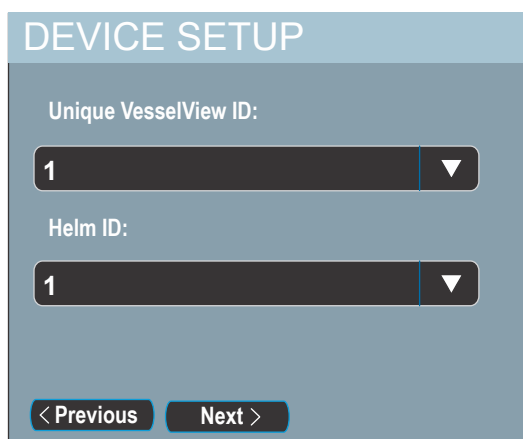 DEVICE SETUP
Unique VesselView ID:
1
Helm ID:
1
< Previous Next >